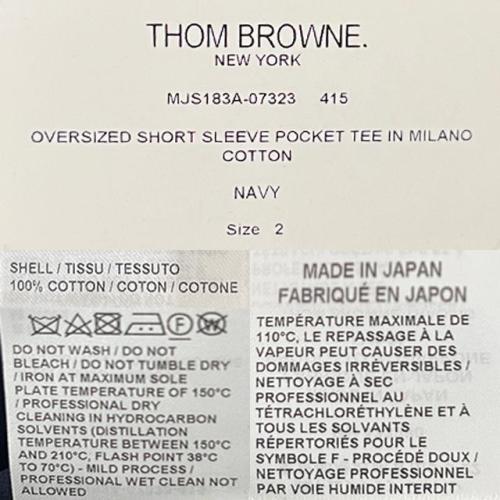 THOM BROWNE.
NEW YORK
MJS183A-07323 415
OVERSIZED SHORT SLEEVE POCKET TEE IN MILANO
COTTON
NAVY
Size 2
SHELL / TISSU / TESSUTO
100% COTTON / COTON / COTONE
DO NOT WASH / DO NOT
BLEACH / DO NOT TUMBLE DRY
/ IRON AT MAXIMUM SOLE
PLATE TEMPERATURE OF 150°C
/ PROFESSIONAL DRY
CLEANING IN HYDROCARBON
SOLVENTS (DISTILLATION
TEMPERATURE BETWEEN 150°C
AND 210°C, FLASH POINT 38°C
TO 70°C) - MILD PROCESS /
PROFESSIONAL WET CLEAN NOT
ALLOWED
MADE IN JAPAN
FABRIQUÉ EN JAPON
TEMPÉRATURE MAXIMALE DE
110°C, LE REPASSAGE À LA
VAPEUR PEUT CAUSER DES
DOMMAGES IRRÉVERSIBLES /
NETTOYAGE À SEC
PROFESSIONNEL AU
TÉTRACHLORÉTHYLÈNE ET À
TOUS LES SOLVANTS
RÉPERTORIÉS POUR LE
SYMBOLE F - PROCÉDÉ DOUX /
NETTOYAGE PROFESSIONNEL
PAR VOIE HUMIDE INTERDIT